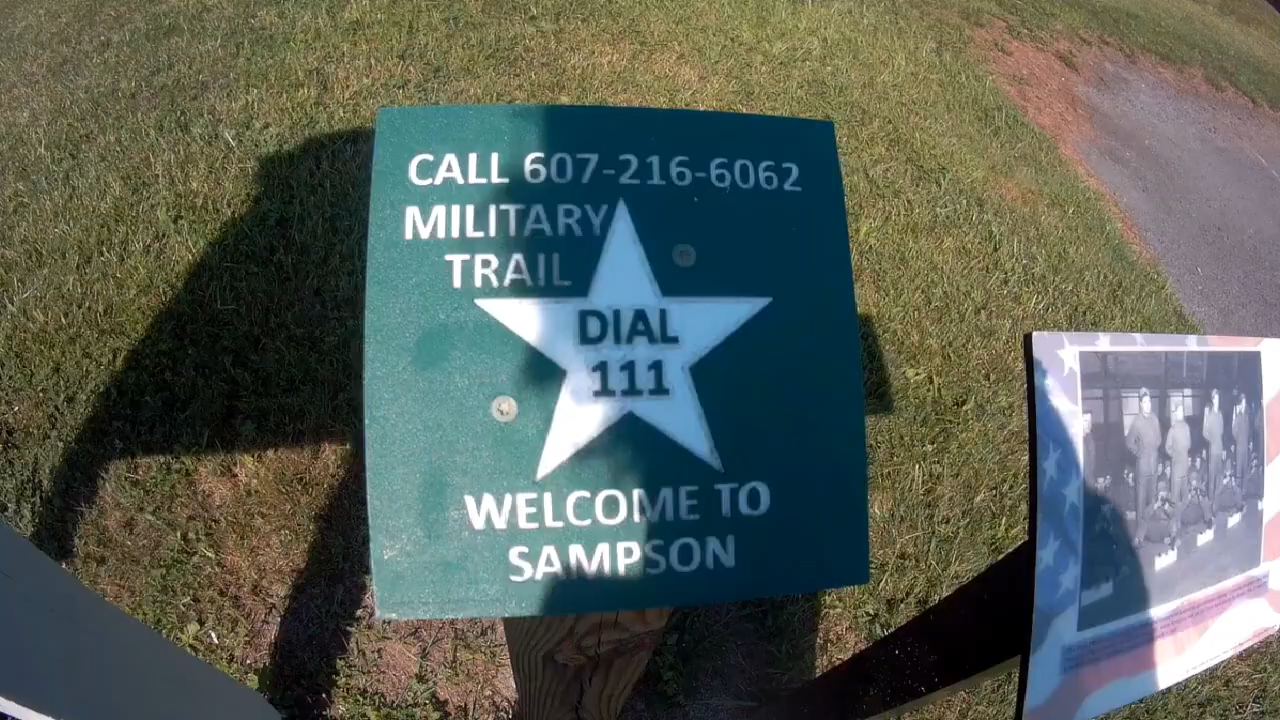 CALL 607-216-6062
MILITARY
TRAIL
DIAL
111
WELCOME TO
SAMPSON